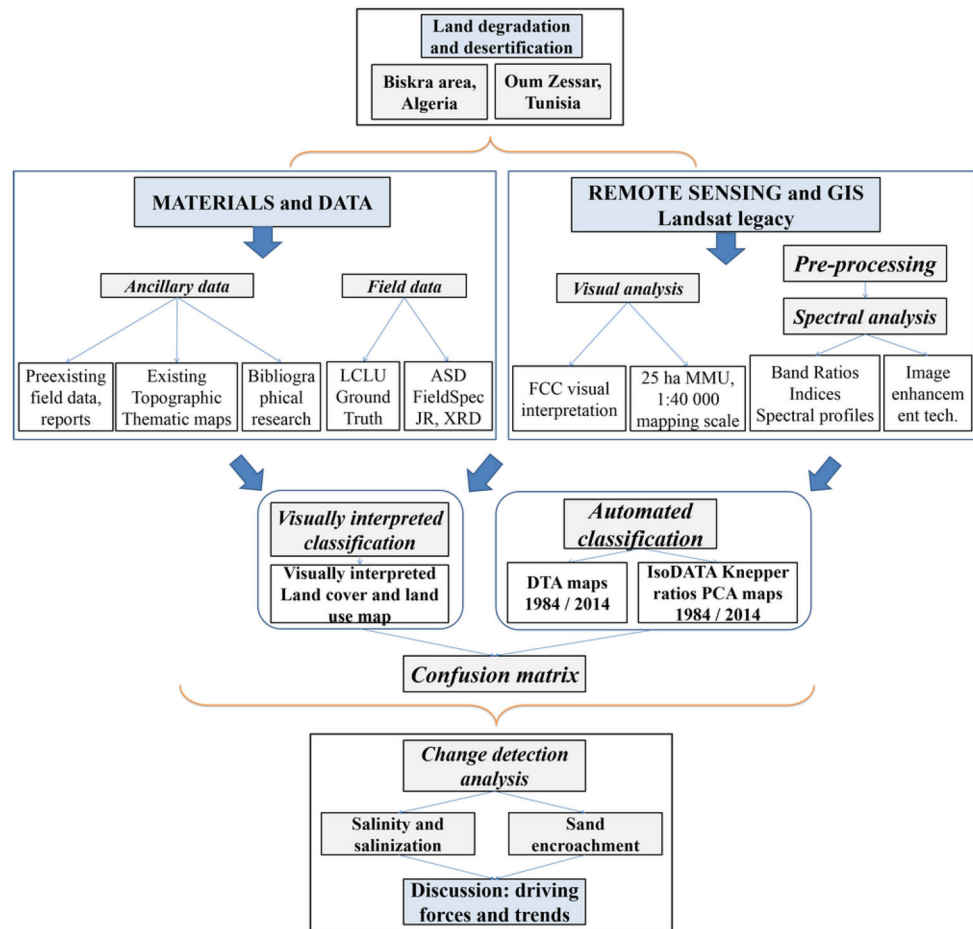 Land degradation
and desertification
Biskra area,
Algeria
Oum Zessar,
Tunisia
MATERIALS and DATA
Ancillary data
Field data
Preexisting
field data,
reports
Existing
Topographic
Thematic maps
Bibliogra
phical
research
LCLU
Ground
Truth
ASD
FieldSpec
JR, XRD
REMOTE SENSING and GIS
Landsat legacy
Visual analysis
Pre-processing
Spectral analysis
FCC visual
interpretation
25 ha MMU,
1:40 000
mapping scale
Band Ratios
Indices
Spectral profiles
Image
enhancem
ent tech.
Visually interpreted
classification
Visually interpreted
Land cover and land
use map
Automated
classification
DTA maps
1984 / 2014
IsoDATA Knepper
ratios PCA maps
1984 / 2014
Confusion matrix
Change detection
analysis
Salinity and
salinization
Sand
encroachment
Discussion: driving
forces and trends